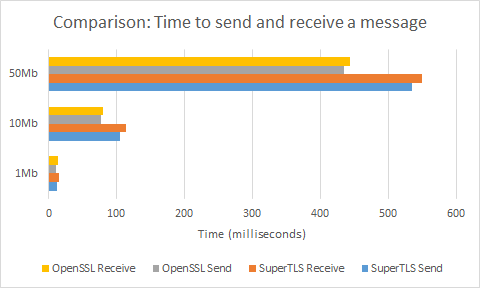 Comparison: Time to send and receive a message
50Mb
10Mb
1Mb
0 100 200 300 400 500 600
Time (milliseconds)
OpenSSL Receive OpenSSL Send SuperTLS Receive SuperTLS Send